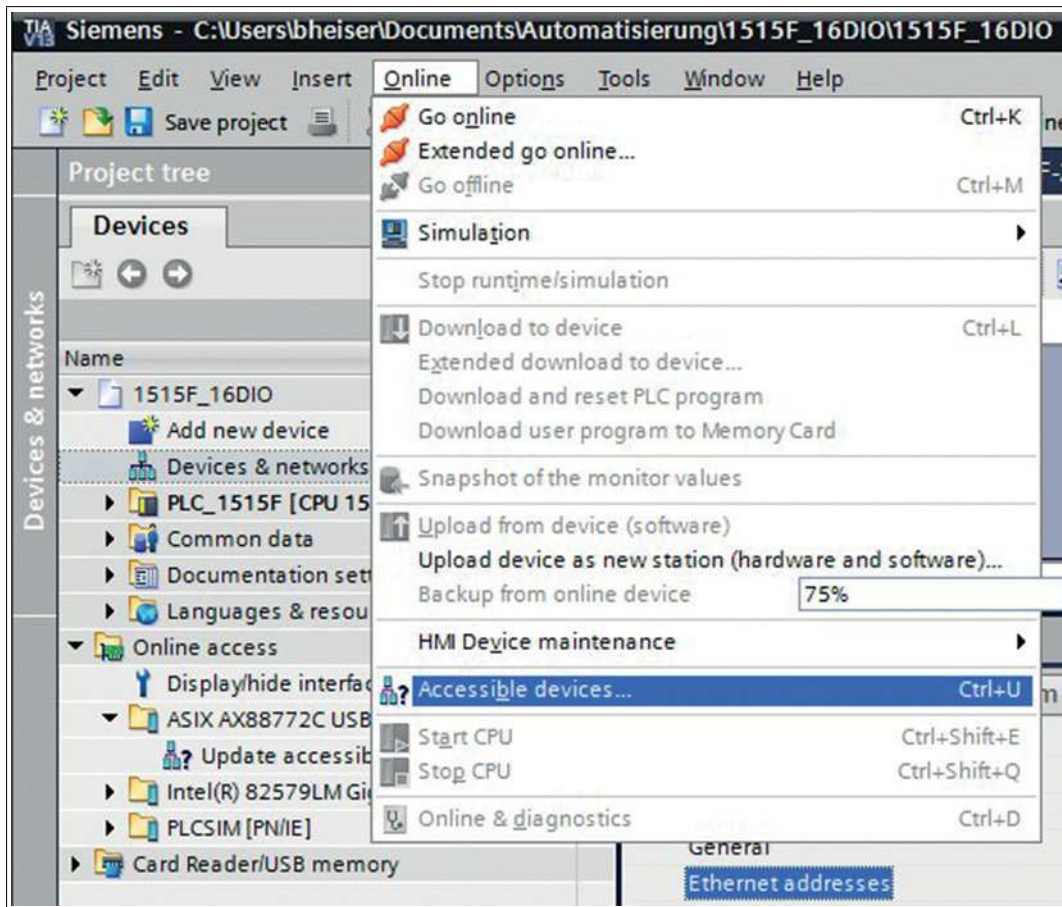 TIA V13 Siemens - C:\Users\bheiser\Documents\Automatisierung\1515F_16DIO\1515F_16DIO
Project Edit View Insert Online Options Tools Window Help
Save project
Project tree
Devices
Devices & networks
Name
1515F_16DIO
Add new device
Devices & networks
PLC_1515F [CPU 15
Common data
Documentation sett
Languages & resou
Online access
Display/hide interfac
ASIX AX88772C USB
Update accessib
Intel(R) 82579LM Gig
PLCSIM [PN/IE]
Card Reader/USB memory
Go online Ctrl+K
Extended go online...
Go offline Ctrl+M
Simulation
Stop runtime/simulation
Download to device Ctrl+L
Extended download to device...
Download and reset PLC program
Download user program to Memory Card
Snapshot of the monitor values
Upload from device (software)
Upload device as new station (hardware and software)...
Backup from online device
75%
HMI Device maintenance
Accessible devices... Ctrl+U
Start CPU Ctrl+Shift+E
Stop CPU Ctrl+Shift+Q
Online & diagnostics Ctrl+D
General
Ethernet addresses